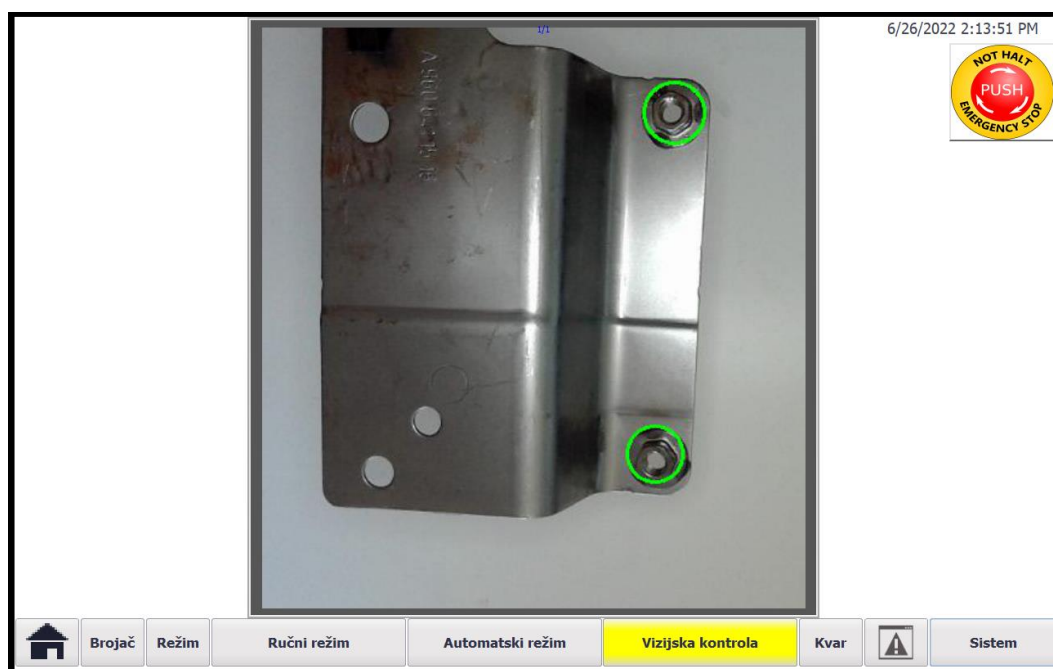 1/1
6/26/2022 2:13:51 PM
NOT HALT
PUSH
EMERGENCY STOP
Brojač
Režim
Ručni režim
Automatski režim
Vizijska kontrola
Kvar
Sistem